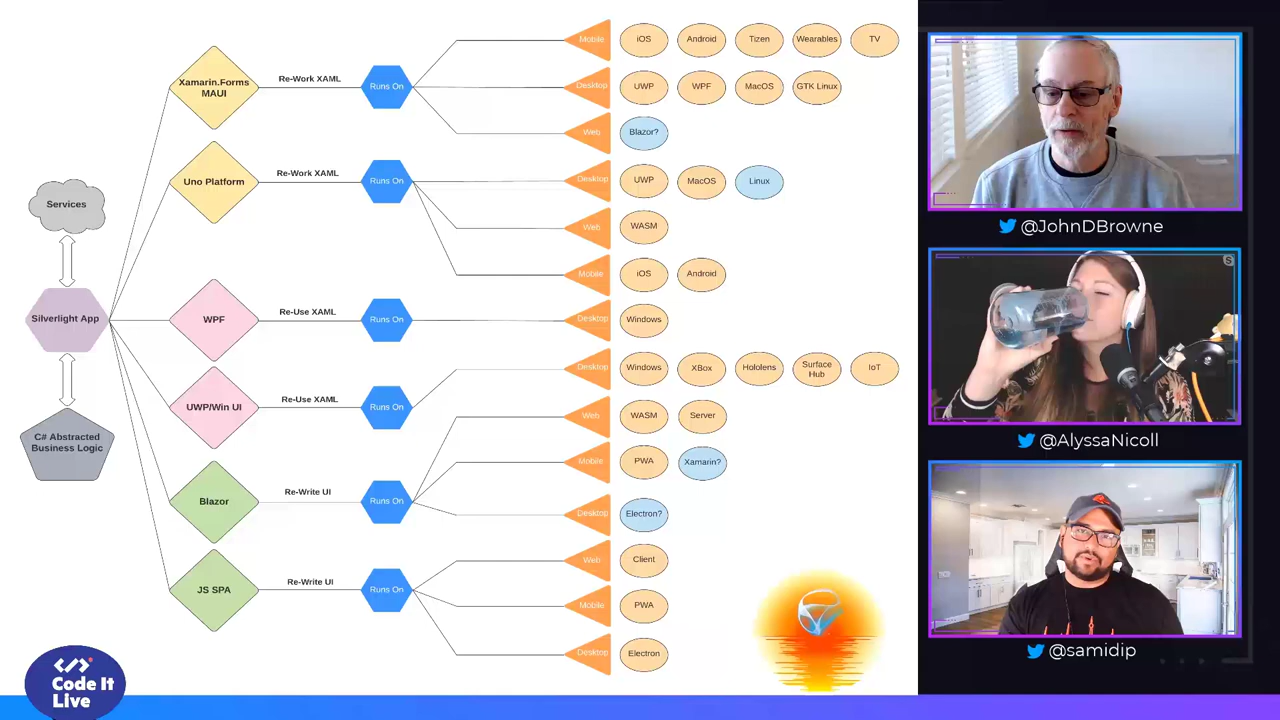 Services
Silverlight App
C# Abstracted
Business Logic
Xamarin.Forms
MAUI
Re-Work XAML
Runs On
Mobile
iOS
Android
Tizen
Wearables
TV
Desktop
UWP
WPF
MacOS
GTK Linux
Web
Blazor?
Uno Platform
Re-Work XAML
Runs On
Desktop
UWP
MacOS
Linux
Web
WASM
Mobile
iOS
Android
WPF
Re-Use XAML
Runs On
Desktop
Windows
UWP/Win UI
Re-Use XAML
Runs On
Desktop
Windows
XBox
Hololens
Surface
Hub
IoT
Blazor
Re-Write UI
Runs On
Web
WASM
Server
Mobile
PWA
Xamarin?
Desktop
Electron?
JS SPA
Re-Write UI
Runs On
Web
Client
Mobile
PWA
Desktop
Electron
</>
Code It
Live
@JohnDBrowne
@AlyssaNicoll
@samidip